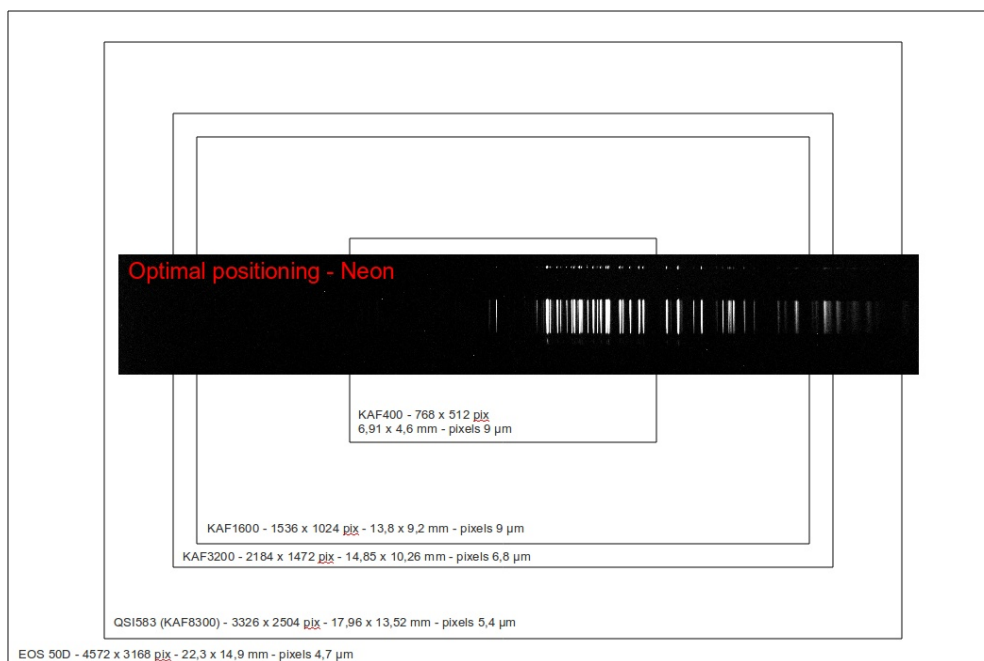 Optimal positioning - Neon
KAF400 - 768 x 512 pix
6,91 x 4,6 mm - pixels 9 µm
KAF1600 - 1536 x 1024 pix - 13,8 x 9,2 mm - pixels 9 µm
KAF3200 - 2184 x 1472 pix - 14,85 x 10,26 mm - pixels 6,8 µm
QSI583 (KAF8300) - 3326 x 2504 pix - 17,96 x 13,52 mm - pixels 5,4 µm
EOS 50D - 4572 x 3168 pix - 22,3 x 14,9 mm - pixels 4,7 µm